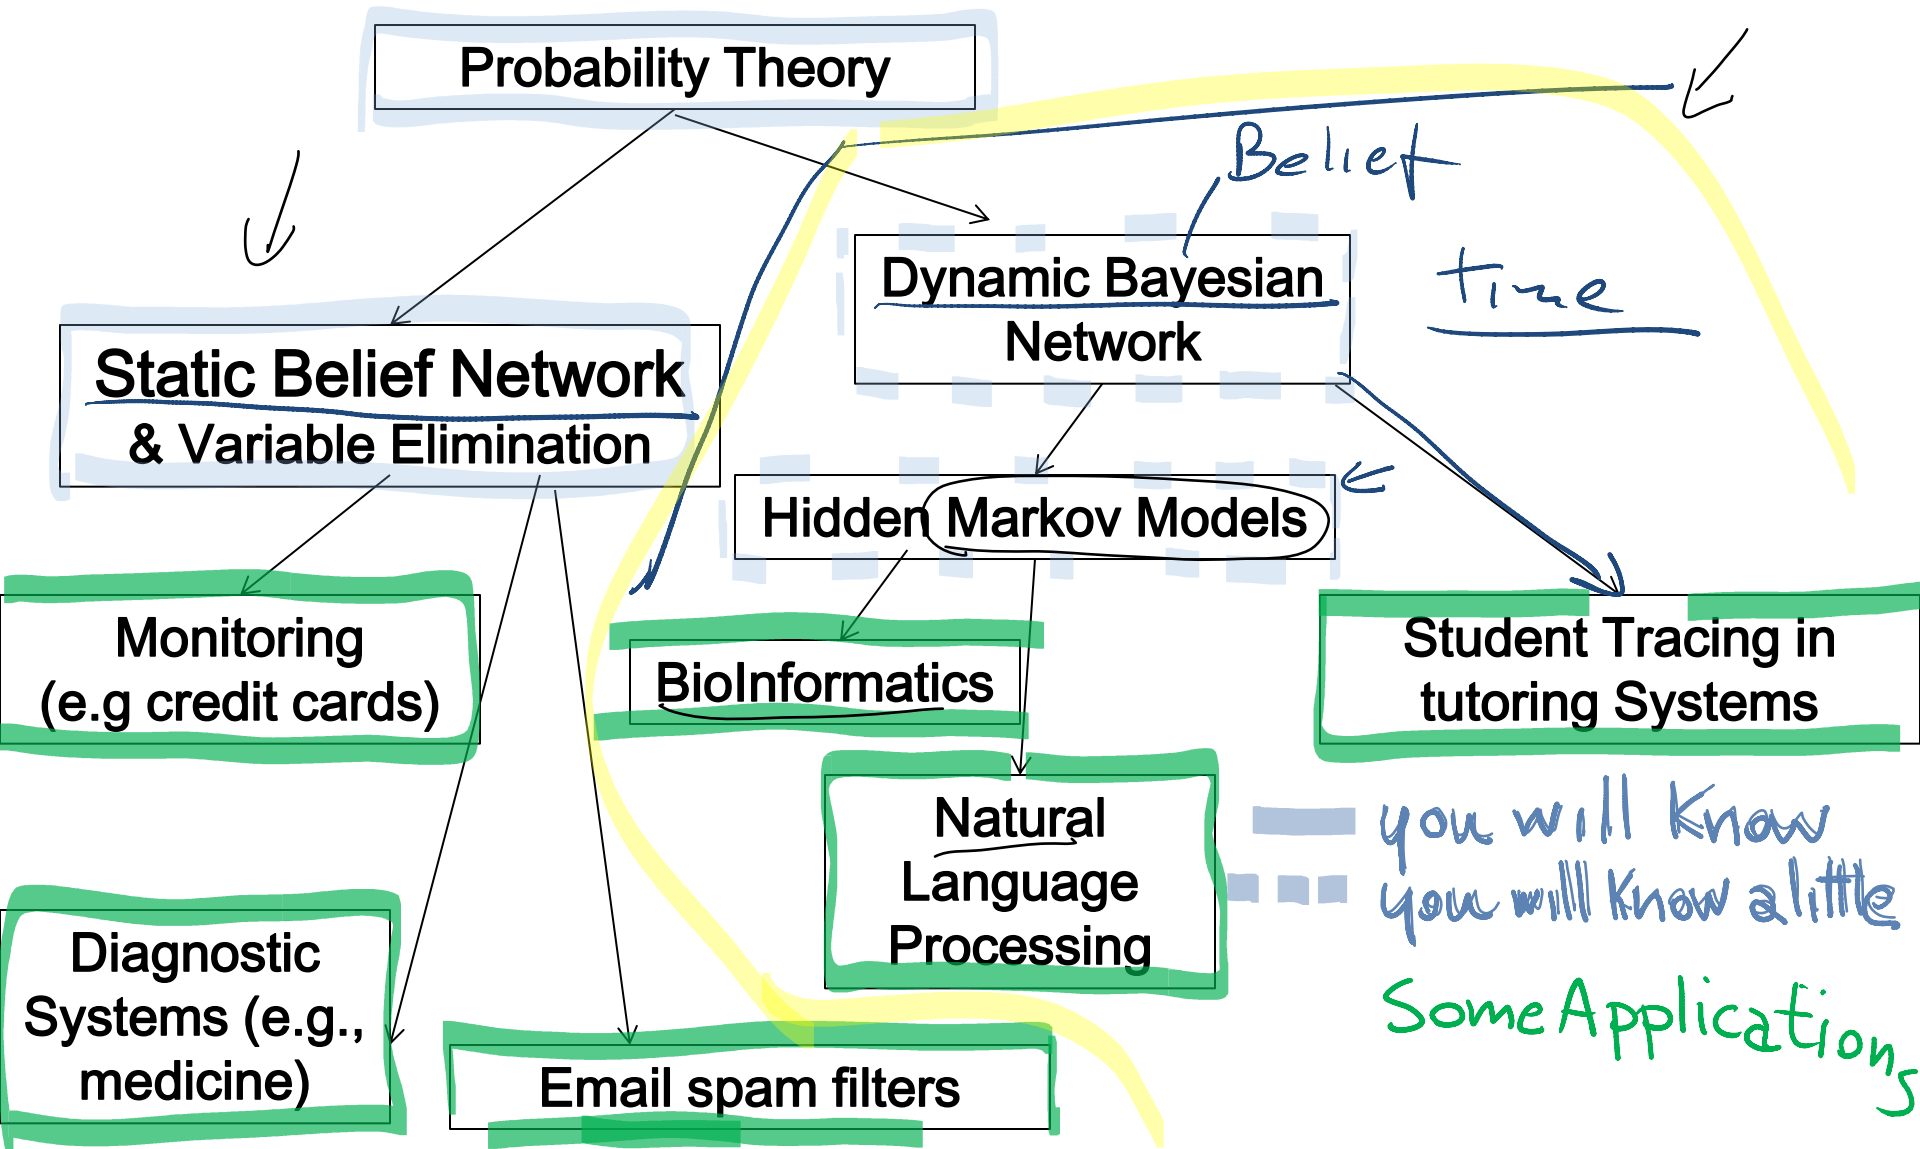 Probability Theory
Belief
Dynamic Bayesian
Network
time
Static Belief Network
& Variable Elimination
Hidden Markov Models
Monitoring
(e.g credit cards)
BioInformatics
Student Tracing in
tutoring Systems
Natural
Language
Processing
you will know
you will know a little
Some Applications
Diagnostic
Systems (e.g.,
medicine)
Email spam filters